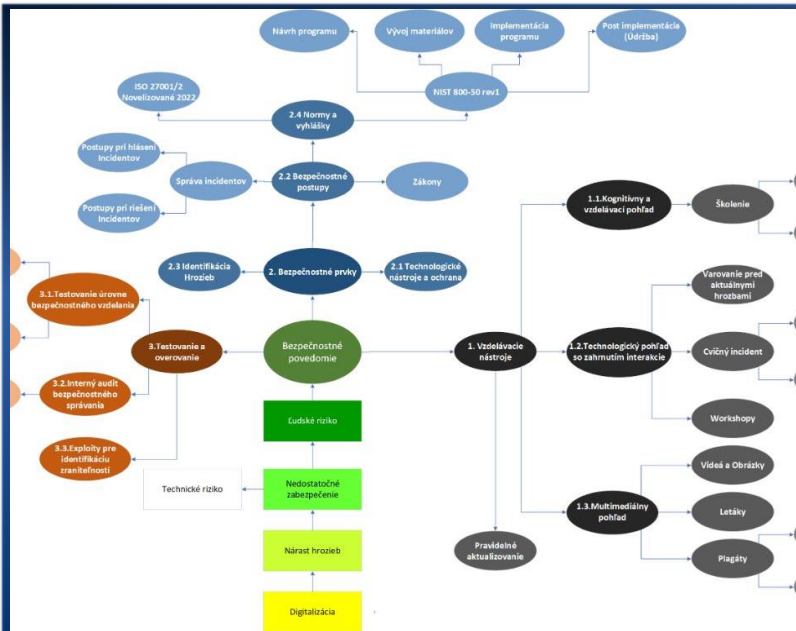 Návrh programu
Vývoj materiálov
Implementácia
programu
Post implementácia
(Údržba)
ISO 27001/2
Novelizované 2022
NIST 800-50 rev1
2.4 Normy a
vyhlášky
Postupy pri hlásení
Incidentov
Správa incidentov
2.2 Bezpečnostné
postupy
Zákony
Postupy pri riešení
Incidentov
1.1.Kognitívny a
vzdelávací pohľad
Školenie
2.3 Identifikácia
Hrozieb
2. Bezpečnostné prvky
2.1 Technologické
nástroje a ochrana
3.1.Testovanie úrovne
bezpečnostného vzdelania
Varovanie pred
aktuálnymi
hrozbami
3.Testovanie a
overovanie
Bezpečnostné
povedomie
1. Vzdelávacie
nástroje
1.2.Technologický pohľad
so zahrnutím interakcie
Cvičný incident
3.2.Interný audit
bezpečnostného
správania
Ľudské riziko
Workshopy
3.3.Exploity pre
identifikáciu
zraniteľností
Technické riziko
Nedostatočné
zabezpečenie
Videá a Obrázky
1.3.Multimediálny
pohľad
Letáky
Nárast hrozieb
Pravidelné
aktualizovanie
Plagáty
Digitalizácia